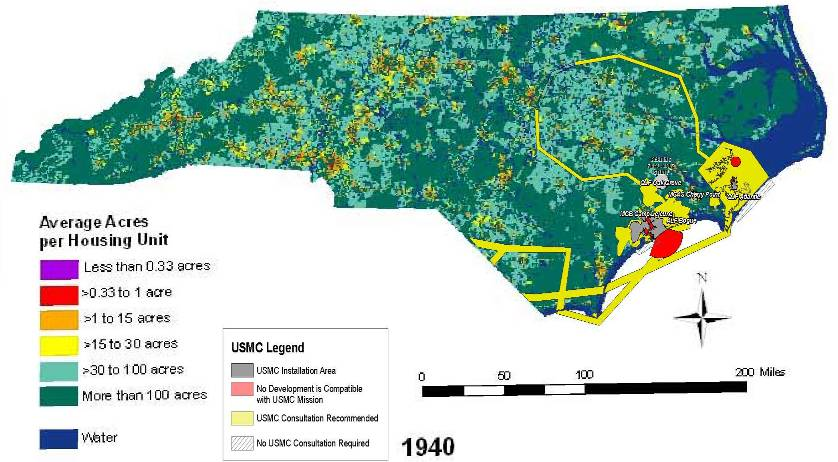 MCAS Cherry Point
N
Average Acres
per Housing Unit
Less than 0.33 acres
>0.33 to 1 acre
>1 to 15 acres
>15 to 30 acres
>30 to 100 acres
More than 100 acres
Water
USMC Legend
USMC Installation Area
No Development is Compatible
with USMC Mission
USMC Consultation Recommended
No USMC Consultation Required
0 50 100 200 Miles
1940